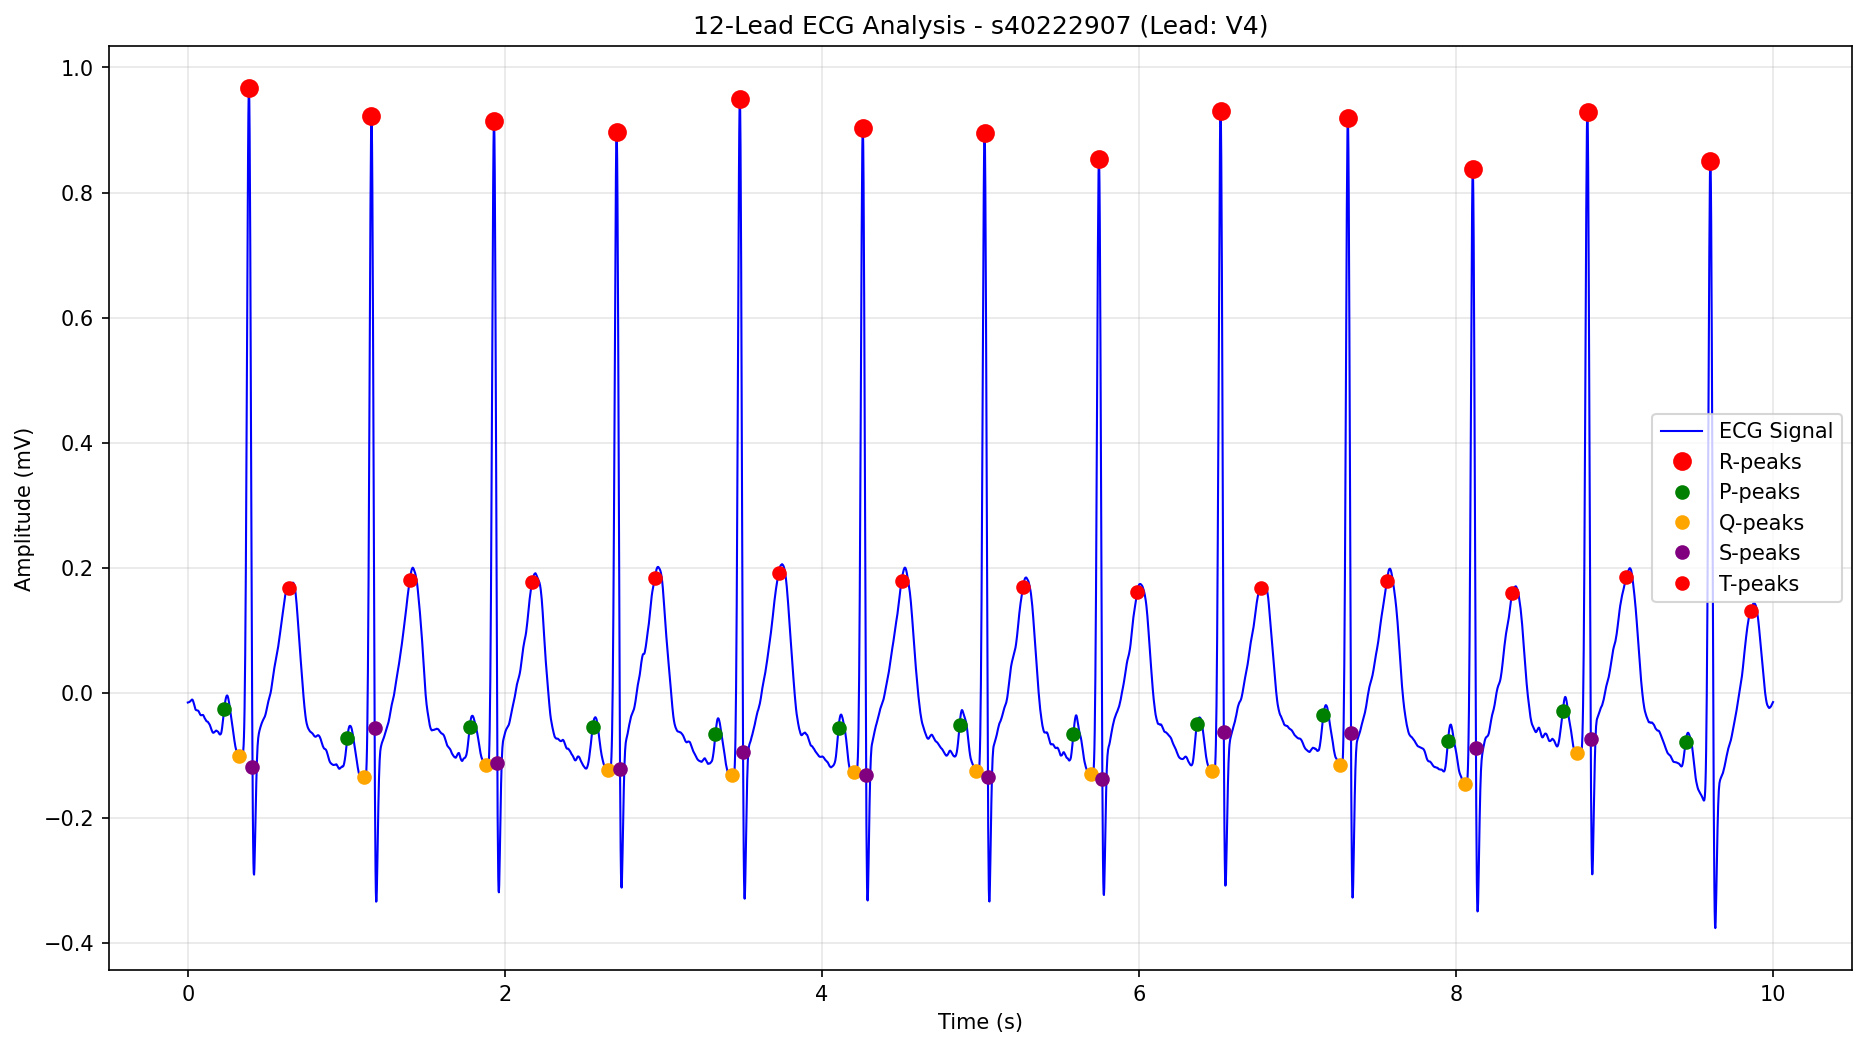 12-Lead ECG Analysis - s40222907 (Lead: V4)
Amplitude (mV)
1.0
0.8
0.6
0.4
0.2
0.0
−0.2
−0.4
ECG Signal
R-peaks
P-peaks
Q-peaks
S-peaks
T-peaks
0 2 4 6 8 10
Time (s)